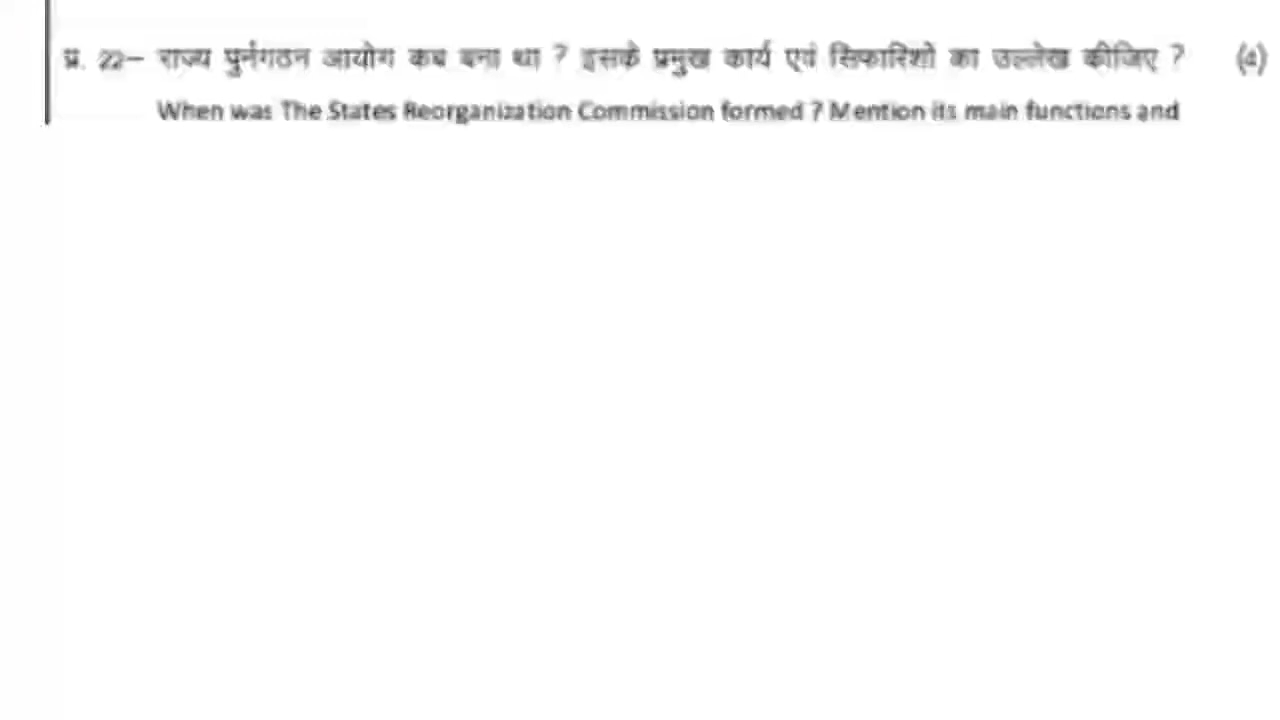 प्र. 22– राज्य पुर्नगठन आयोग कब बना था ? इसके प्रमुख कार्य एवं सिफारिशो का उल्लेख कीजिए ? (4)
When was The States Reorganization Commission formed ? Mention its main functions and